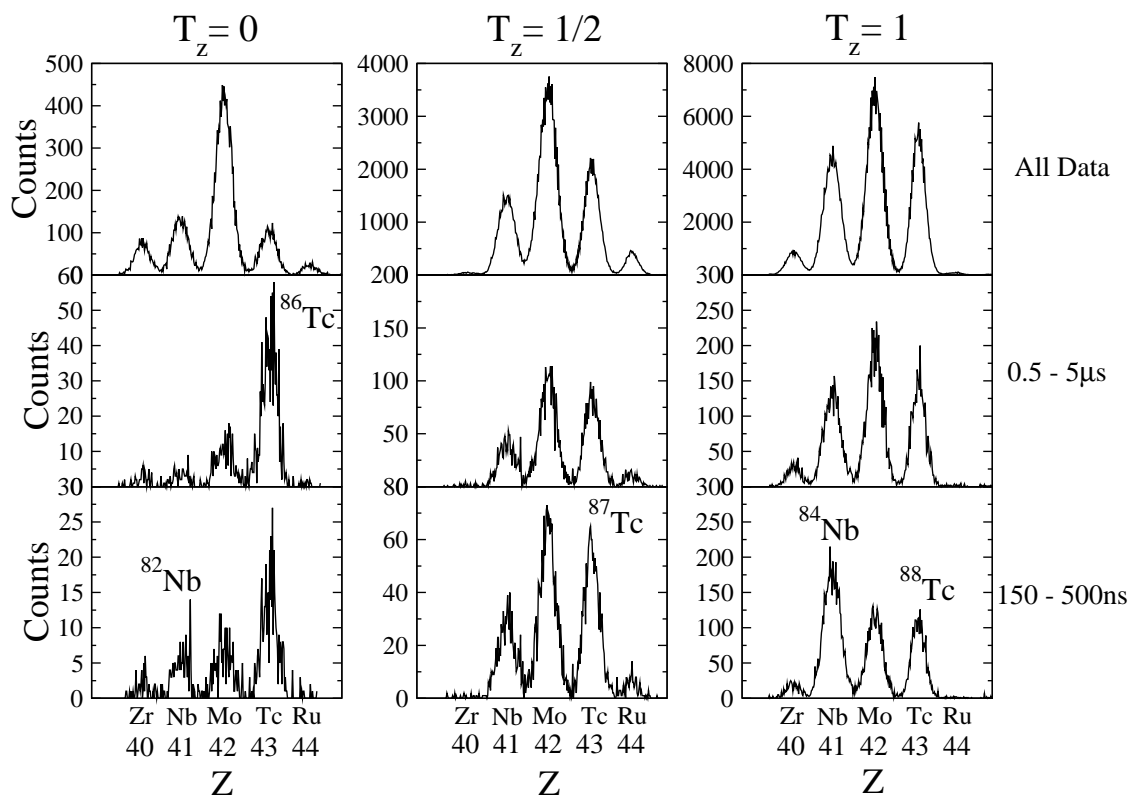 T_z = 0 T_z = 1/2 T_z = 1
500 400 300 200 100 0
Counts
4000 3000 2000 1000 0
8000 6000 4000 2000 0
All Data
60 50 40 30 20 10 0
Counts
⁸⁶Tc
200 150 100 50 0
300 250 200 150 100 50 0
0.5 - 5μs
30 25 20 15 10 5 0
Counts
⁸²Nb
80 60 40 20 0
⁸⁷Tc
300 250 200 150 100 50 0
⁸⁴Nb
⁸⁸Tc
150 - 500ns
Zr Nb Mo Tc Ru Zr Nb Mo Tc Ru Zr Nb Mo Tc Ru
40 41 42 43 44 40 41 42 43 44 40 41 42 43 44
Z Z Z